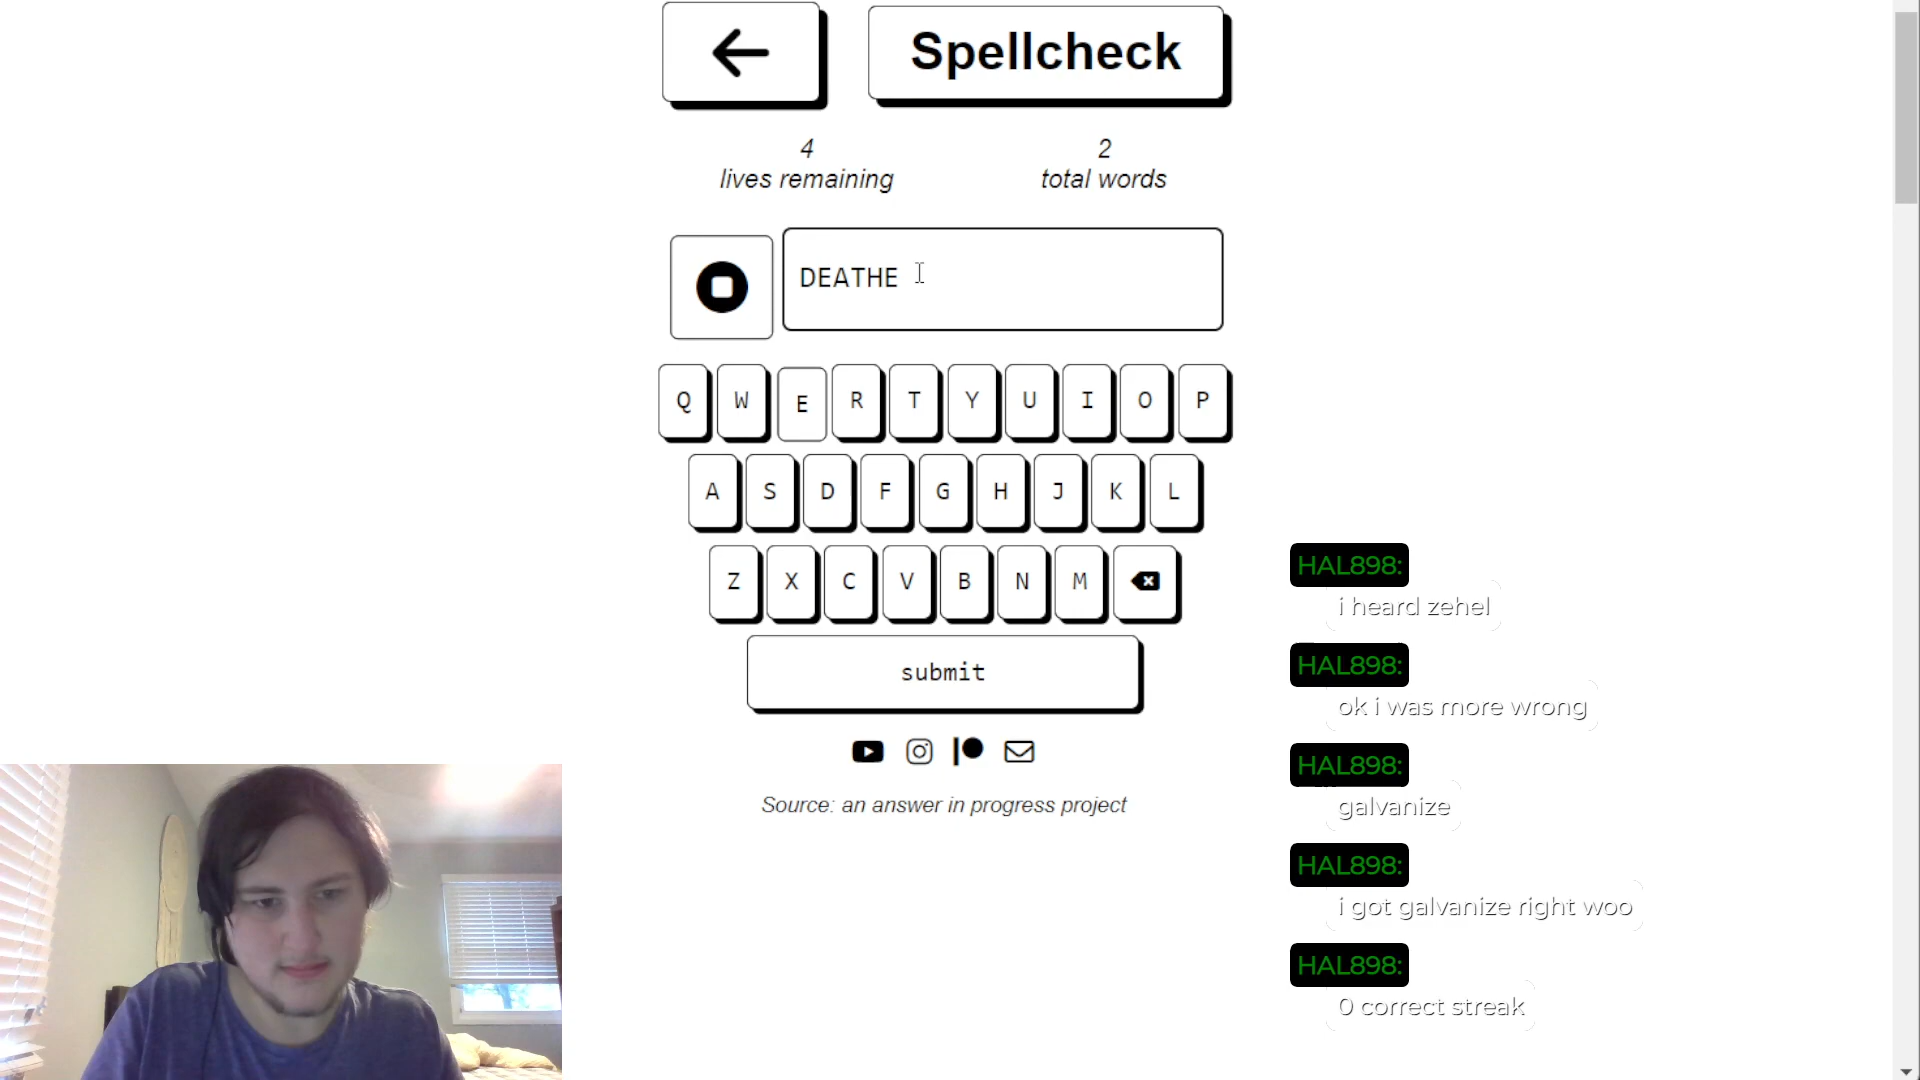 Spellcheck
4
lives remaining
2
total words
DEATHE
Q W E R T Y U I O P
A S D F G H J K L
Z X C V B N M
submit
Source: an answer in progress project
HAL898:
i heard zehel
HAL898:
ok i was more wrong
HAL898:
galvanize
HAL898:
i got galvanize right woo
HAL898:
0 correct streak